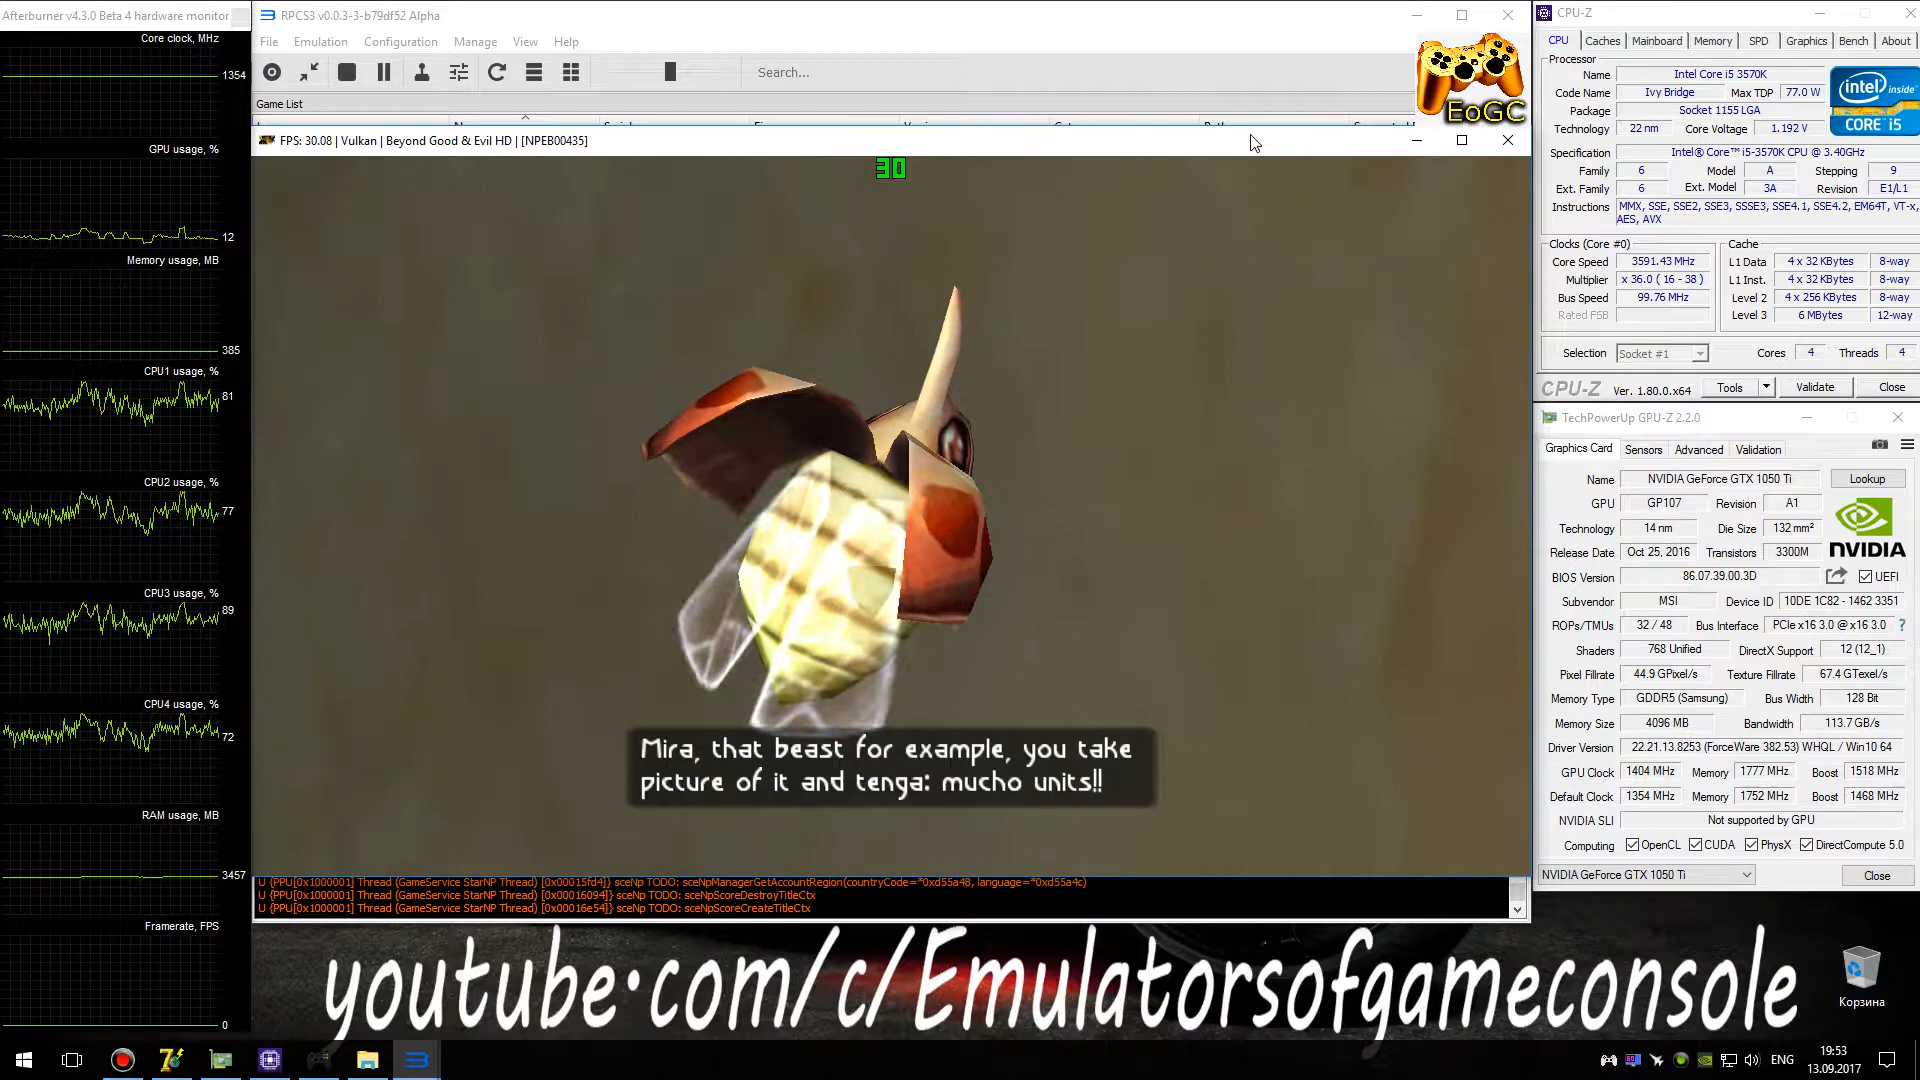 Afterburner v4.3.0 Beta 4 hardware monitor
Core clock, MHz
1354
GPU usage, %
12
Memory usage, MB
385
CPU1 usage, %
81
CPU2 usage, %
77
CPU3 usage, %
89
CPU4 usage, %
72
RAM usage, MB
3457
Framerate, FPS
0
RPCS3 v0.0.3-3-b79df52 Alpha
File Emulation Configuration Manage View Help
Search...
Game List
EoGC
FPS: 30.08 | Vulkan | Beyond Good & Evil HD | [NPEB00435]
30
Mira, that beast for example, you take
picture of it and tenga: mucho units!!
U {PPU[0x1000001] Thread (GameService StarNP Thread) [0x00015fd4]} sceNp TODO: sceNpManagerGetAccountRegion(countryCode=*0xd55a48, language=*0xd55a4c)
U {PPU[0x1000001] Thread (GameService StarNP Thread) [0x00016094]} sceNp TODO: sceNpScoreDestroyTitleCtx
U {PPU[0x1000001] Thread (GameService StarNP Thread) [0x00016e54]} sceNp TODO: sceNpScoreCreateTitleCtx
youtube.com/c/Emulatorsofgameconsole
CPU-Z
CPU Caches Mainboard Memory SPD Graphics Bench About
Processor
Name Intel Core i5 3570K
Code Name Ivy Bridge Max TDP 77.0 W
Package Socket 1155 LGA
Technology 22 nm Core Voltage 1.192 V
intel inside
CORE i5
Specification Intel® Core™ i5-3570K CPU @ 3.40GHz
Family 6 Model A Stepping 9
Ext. Family 6 Ext. Model 3A Revision E1/L1
Instructions MMX, SSE, SSE2, SSE3, SSSE3, SSE4.1, SSE4.2, EM64T, VT-x,
AES, AVX
Clocks (Core #0)
Core Speed 3591.43 MHz
Multiplier x 36.0 ( 16 - 38 )
Bus Speed 99.76 MHz
Rated FSB
Cache
L1 Data 4 x 32 KBytes 8-way
L1 Inst. 4 x 32 KBytes 8-way
Level 2 4 x 256 KBytes 8-way
Level 3 6 MBytes 12-way
Selection Socket #1 Cores 4 Threads 4
CPU-Z Ver. 1.80.0.x64 Tools Validate Close
TechPowerUp GPU-Z 2.2.0
Graphics Card Sensors Advanced Validation
Name NVIDIA GeForce GTX 1050 Ti Lookup
GPU GP107 Revision A1
Technology 14 nm Die Size 132 mm²
Release Date Oct 25, 2016 Transistors 3300M
NVIDIA
BIOS Version 86.07.39.00.3D UEFI
Subvendor MSI Device ID 10DE 1C82 - 1462 3351
ROPs/TMUs 32 / 48 Bus Interface PCIe x16 3.0 @ x16 3.0 ?
Shaders 768 Unified DirectX Support 12 (12_1)
Pixel Fillrate 44.9 GPixel/s Texture Fillrate 67.4 GTexel/s
Memory Type GDDR5 (Samsung) Bus Width 128 Bit
Memory Size 4096 MB Bandwidth 113.7 GB/s
Driver Version 22.21.13.8253 (ForceWare 382.53) WHQL / Win10 64
GPU Clock 1404 MHz Memory 1777 MHz Boost 1518 MHz
Default Clock 1354 MHz Memory 1752 MHz Boost 1468 MHz
NVIDIA SLI Not supported by GPU
Computing OpenCL CUDA PhysX DirectCompute 5.0
NVIDIA GeForce GTX 1050 Ti Close
Корзина
ENG
19:53
13.09.2017